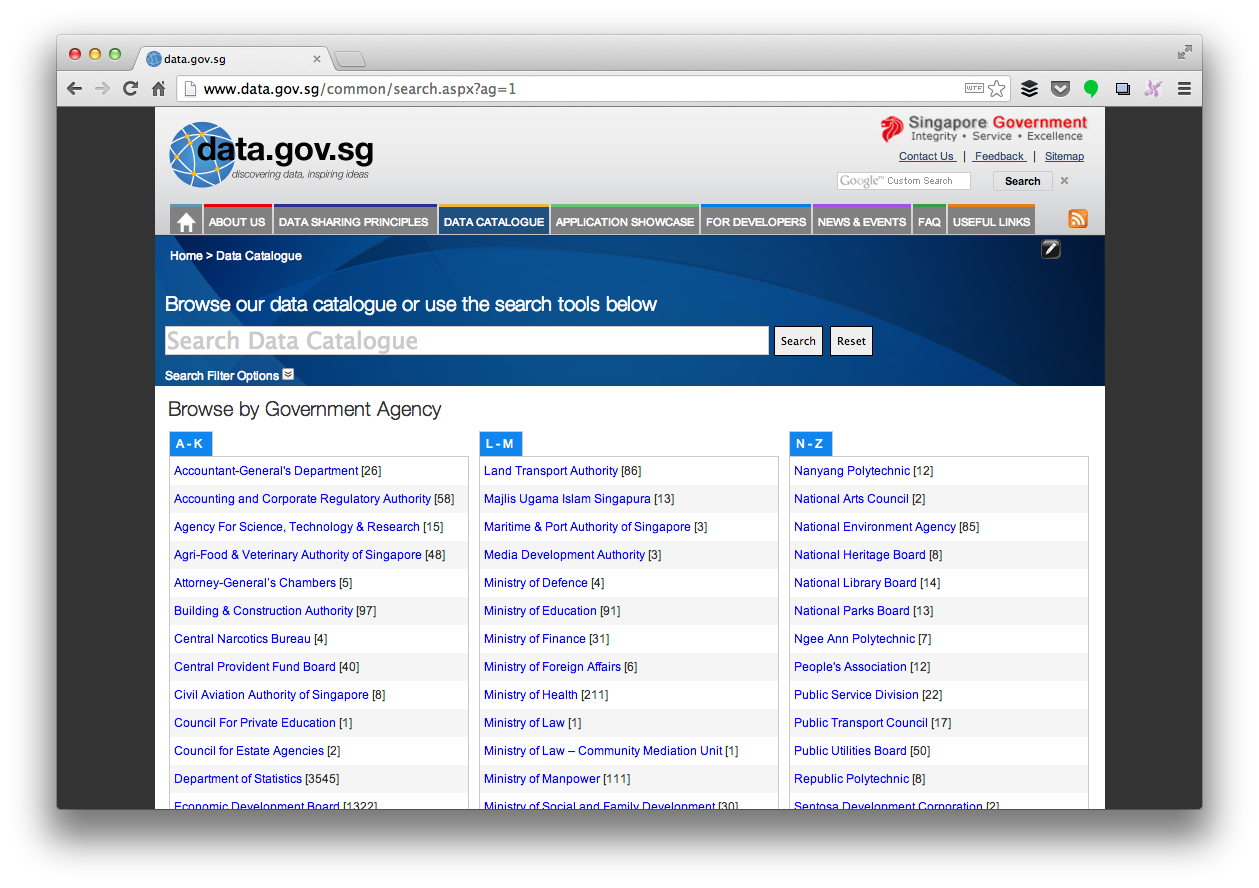 data.gov.sg
www.data.gov.sg/common/search.aspx?ag=1
WTF
data.gov.sg
discovering data, inspiring ideas
Singapore Government
Integrity • Service • Excellence
Contact Us | Feedback | Sitemap
Google™ Custom Search Search ×
ABOUT US DATA SHARING PRINCIPLES DATA CATALOGUE APPLICATION SHOWCASE FOR DEVELOPERS NEWS & EVENTS FAQ USEFUL LINKS
Home > Data Catalogue
Browse our data catalogue or use the search tools below
Search Data Catalogue Search Reset
Search Filter Options
Browse by Government Agency
A - K
Accountant-General's Department [26]
Accounting and Corporate Regulatory Authority [58]
Agency For Science, Technology & Research [15]
Agri-Food & Veterinary Authority of Singapore [48]
Attorney-General's Chambers [5]
Building & Construction Authority [97]
Central Narcotics Bureau [4]
Central Provident Fund Board [40]
Civil Aviation Authority of Singapore [8]
Council For Private Education [1]
Council for Estate Agencies [2]
Department of Statistics [3545]
Economic Development Board [1322]
L - M
Land Transport Authority [86]
Majlis Ugama Islam Singapura [13]
Maritime & Port Authority of Singapore [3]
Media Development Authority [3]
Ministry of Defence [4]
Ministry of Education [91]
Ministry of Finance [31]
Ministry of Foreign Affairs [6]
Ministry of Health [211]
Ministry of Law [1]
Ministry of Law – Community Mediation Unit [1]
Ministry of Manpower [111]
Ministry of Social and Family Development [30]
N - Z
Nanyang Polytechnic [12]
National Arts Council [2]
National Environment Agency [85]
National Heritage Board [8]
National Library Board [14]
National Parks Board [13]
Ngee Ann Polytechnic [7]
People's Association [12]
Public Service Division [22]
Public Transport Council [17]
Public Utilities Board [50]
Republic Polytechnic [8]
Sentosa Development Corporation [2]